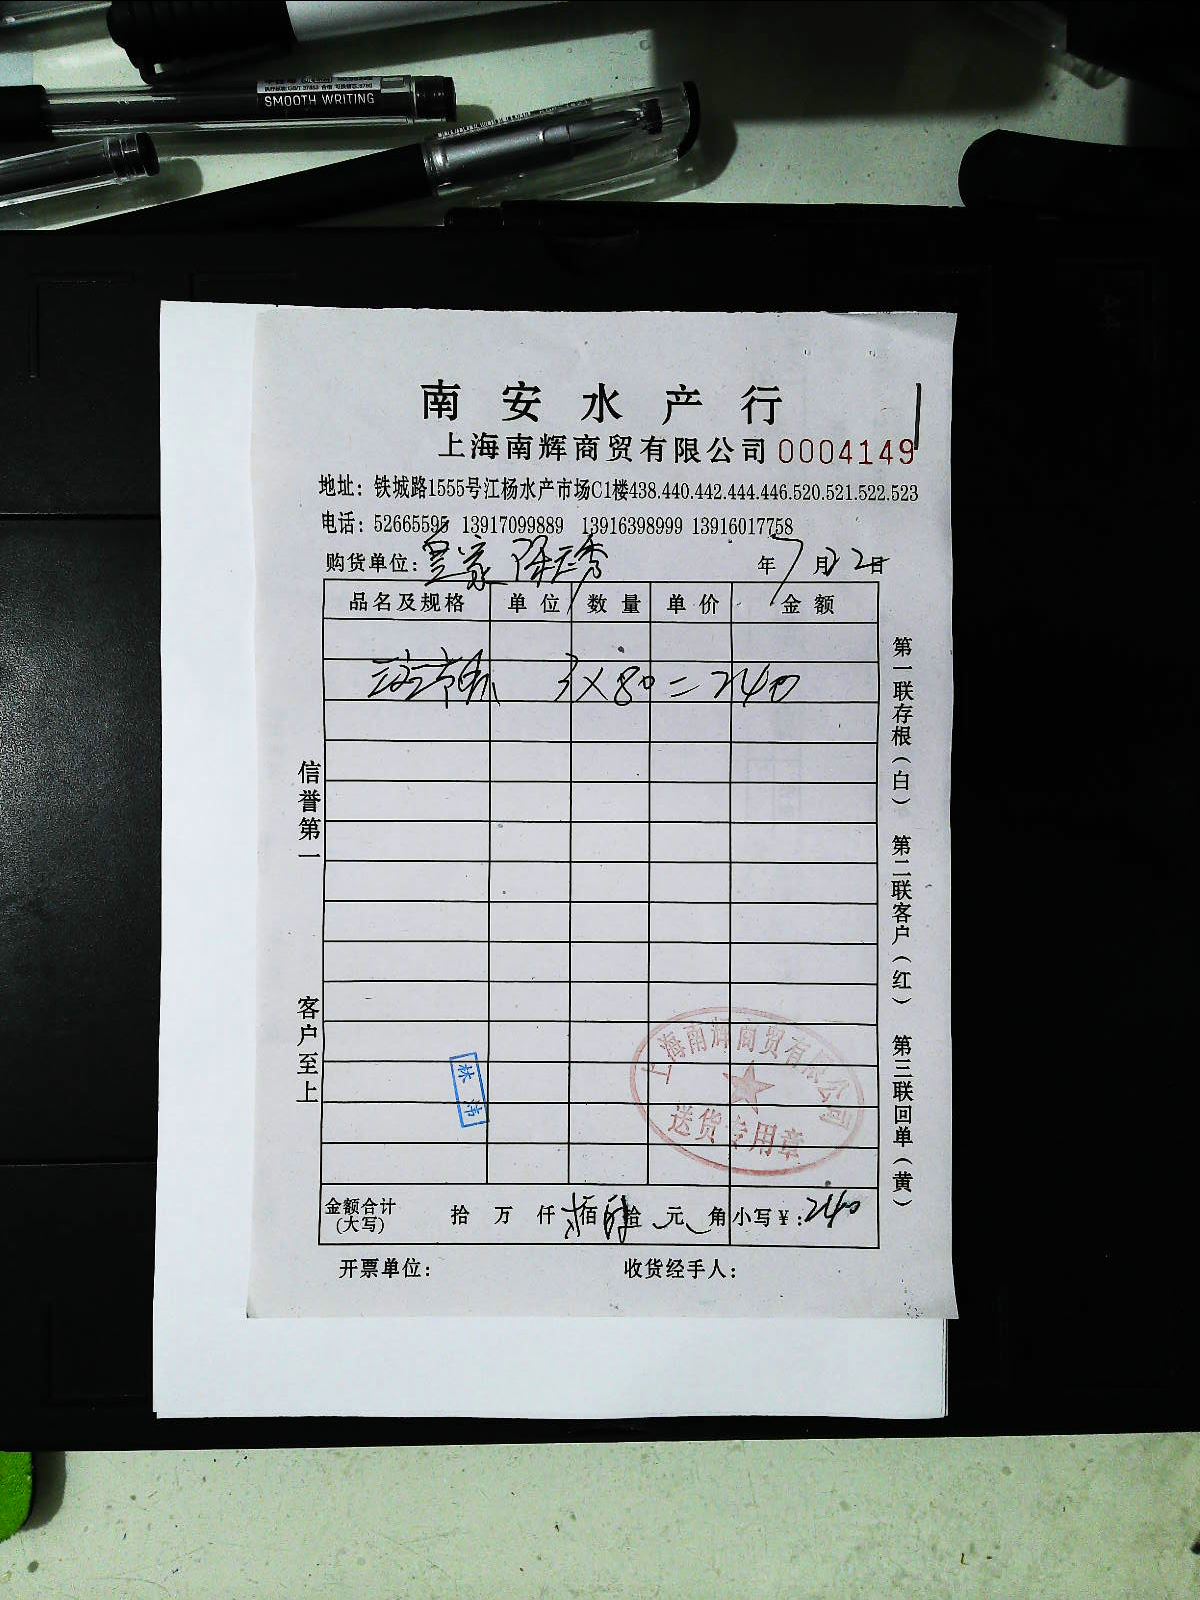 SMOOTH WRITING
南安水产行
上海南辉商贸有限公司 0004149
地址：铁城路1555号江杨水产市场C1楼438.440.442.444.446.520.521.522.523
电话：52665595 13917099889 13916398999 13916017758
购货单位：皇家 年7月22日
品名及规格 单位 数量 单价 金额
3×80=240
信誉第一
客户至上
第一联存根（白） 第二联客户（红） 第三联回单（黄）
上海南辉商贸有限公司
送货专用章
金额合计（大写） 拾 万 仟 佰 拾 元 角 小写￥：240
开票单位： 收货经手人：